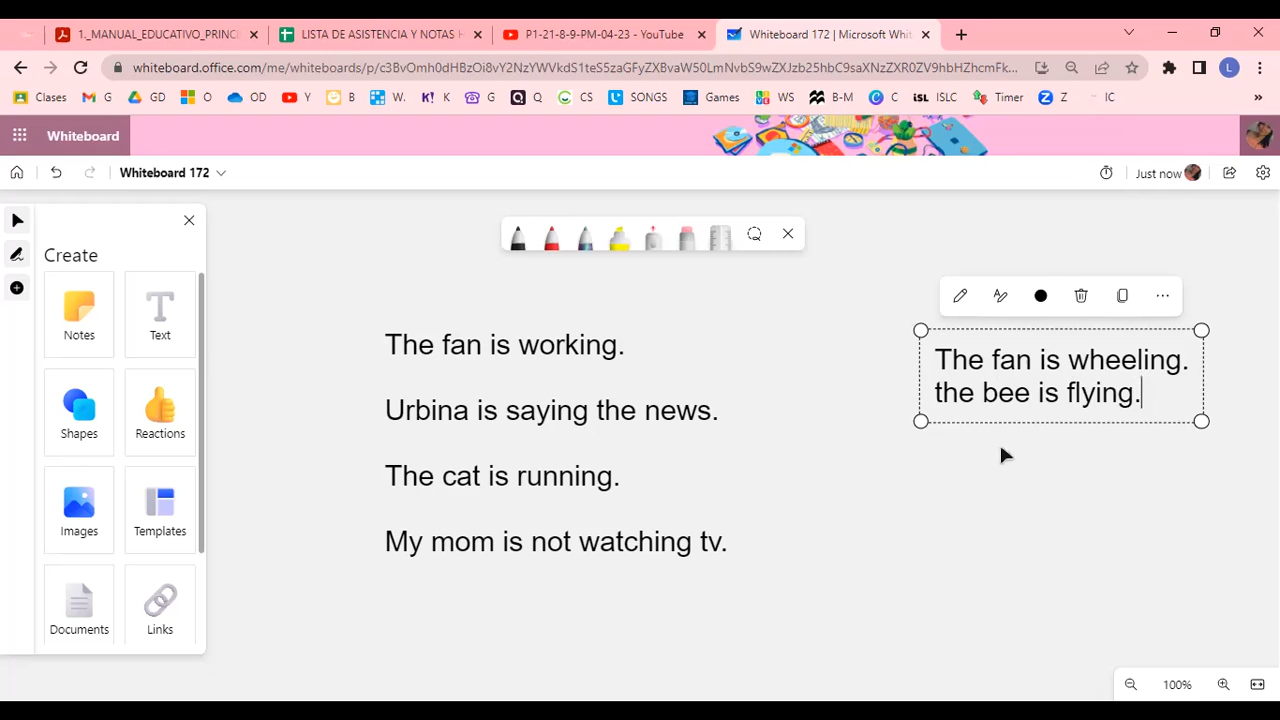 1._MANUAL_EDUCATIVO_PRINC
LISTA DE ASISTENCIA Y NOTAS H
P1-21-8-9-PM-04-23 - YouTube
Whiteboard 172 | Microsoft Whit
whiteboard.office.com/me/whiteboards/p/c3BvOmh0dHBzOi8vY2NzYWVkdS1teS5zaGFyZXBvaW50LmNvbS9wZXJzb25hbC9saXNzZXR0ZV9hbHZhcmFk...
L
Clases
G
GD
O
OD
Y
B
W.
K
G
Q
CS
SONGS
Games
WS
B-M
C
ISLC
Timer
Z
IC
»
Whiteboard
Whiteboard 172
Just now
Create
Notes
Text
Shapes
Reactions
Images
Templates
Documents
Links
The fan is working.
Urbina is saying the news.
The cat is running.
My mom is not watching tv.
The fan is wheeling.
the bee is flying.
100%